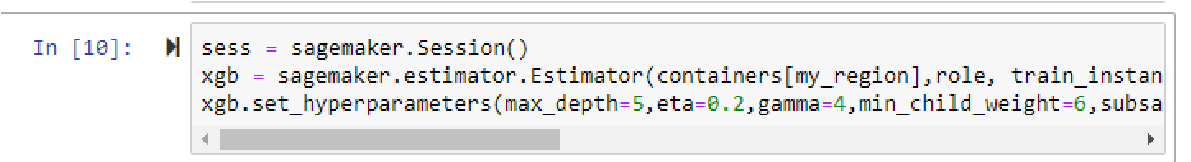 In [10]:
sess = sagemaker.Session()
xgb = sagemaker.estimator.Estimator(containers[my_region],role, train_instan
xgb.set_hyperparameters(max_depth=5,eta=0.2,gamma=4,min_child_weight=6,subsa